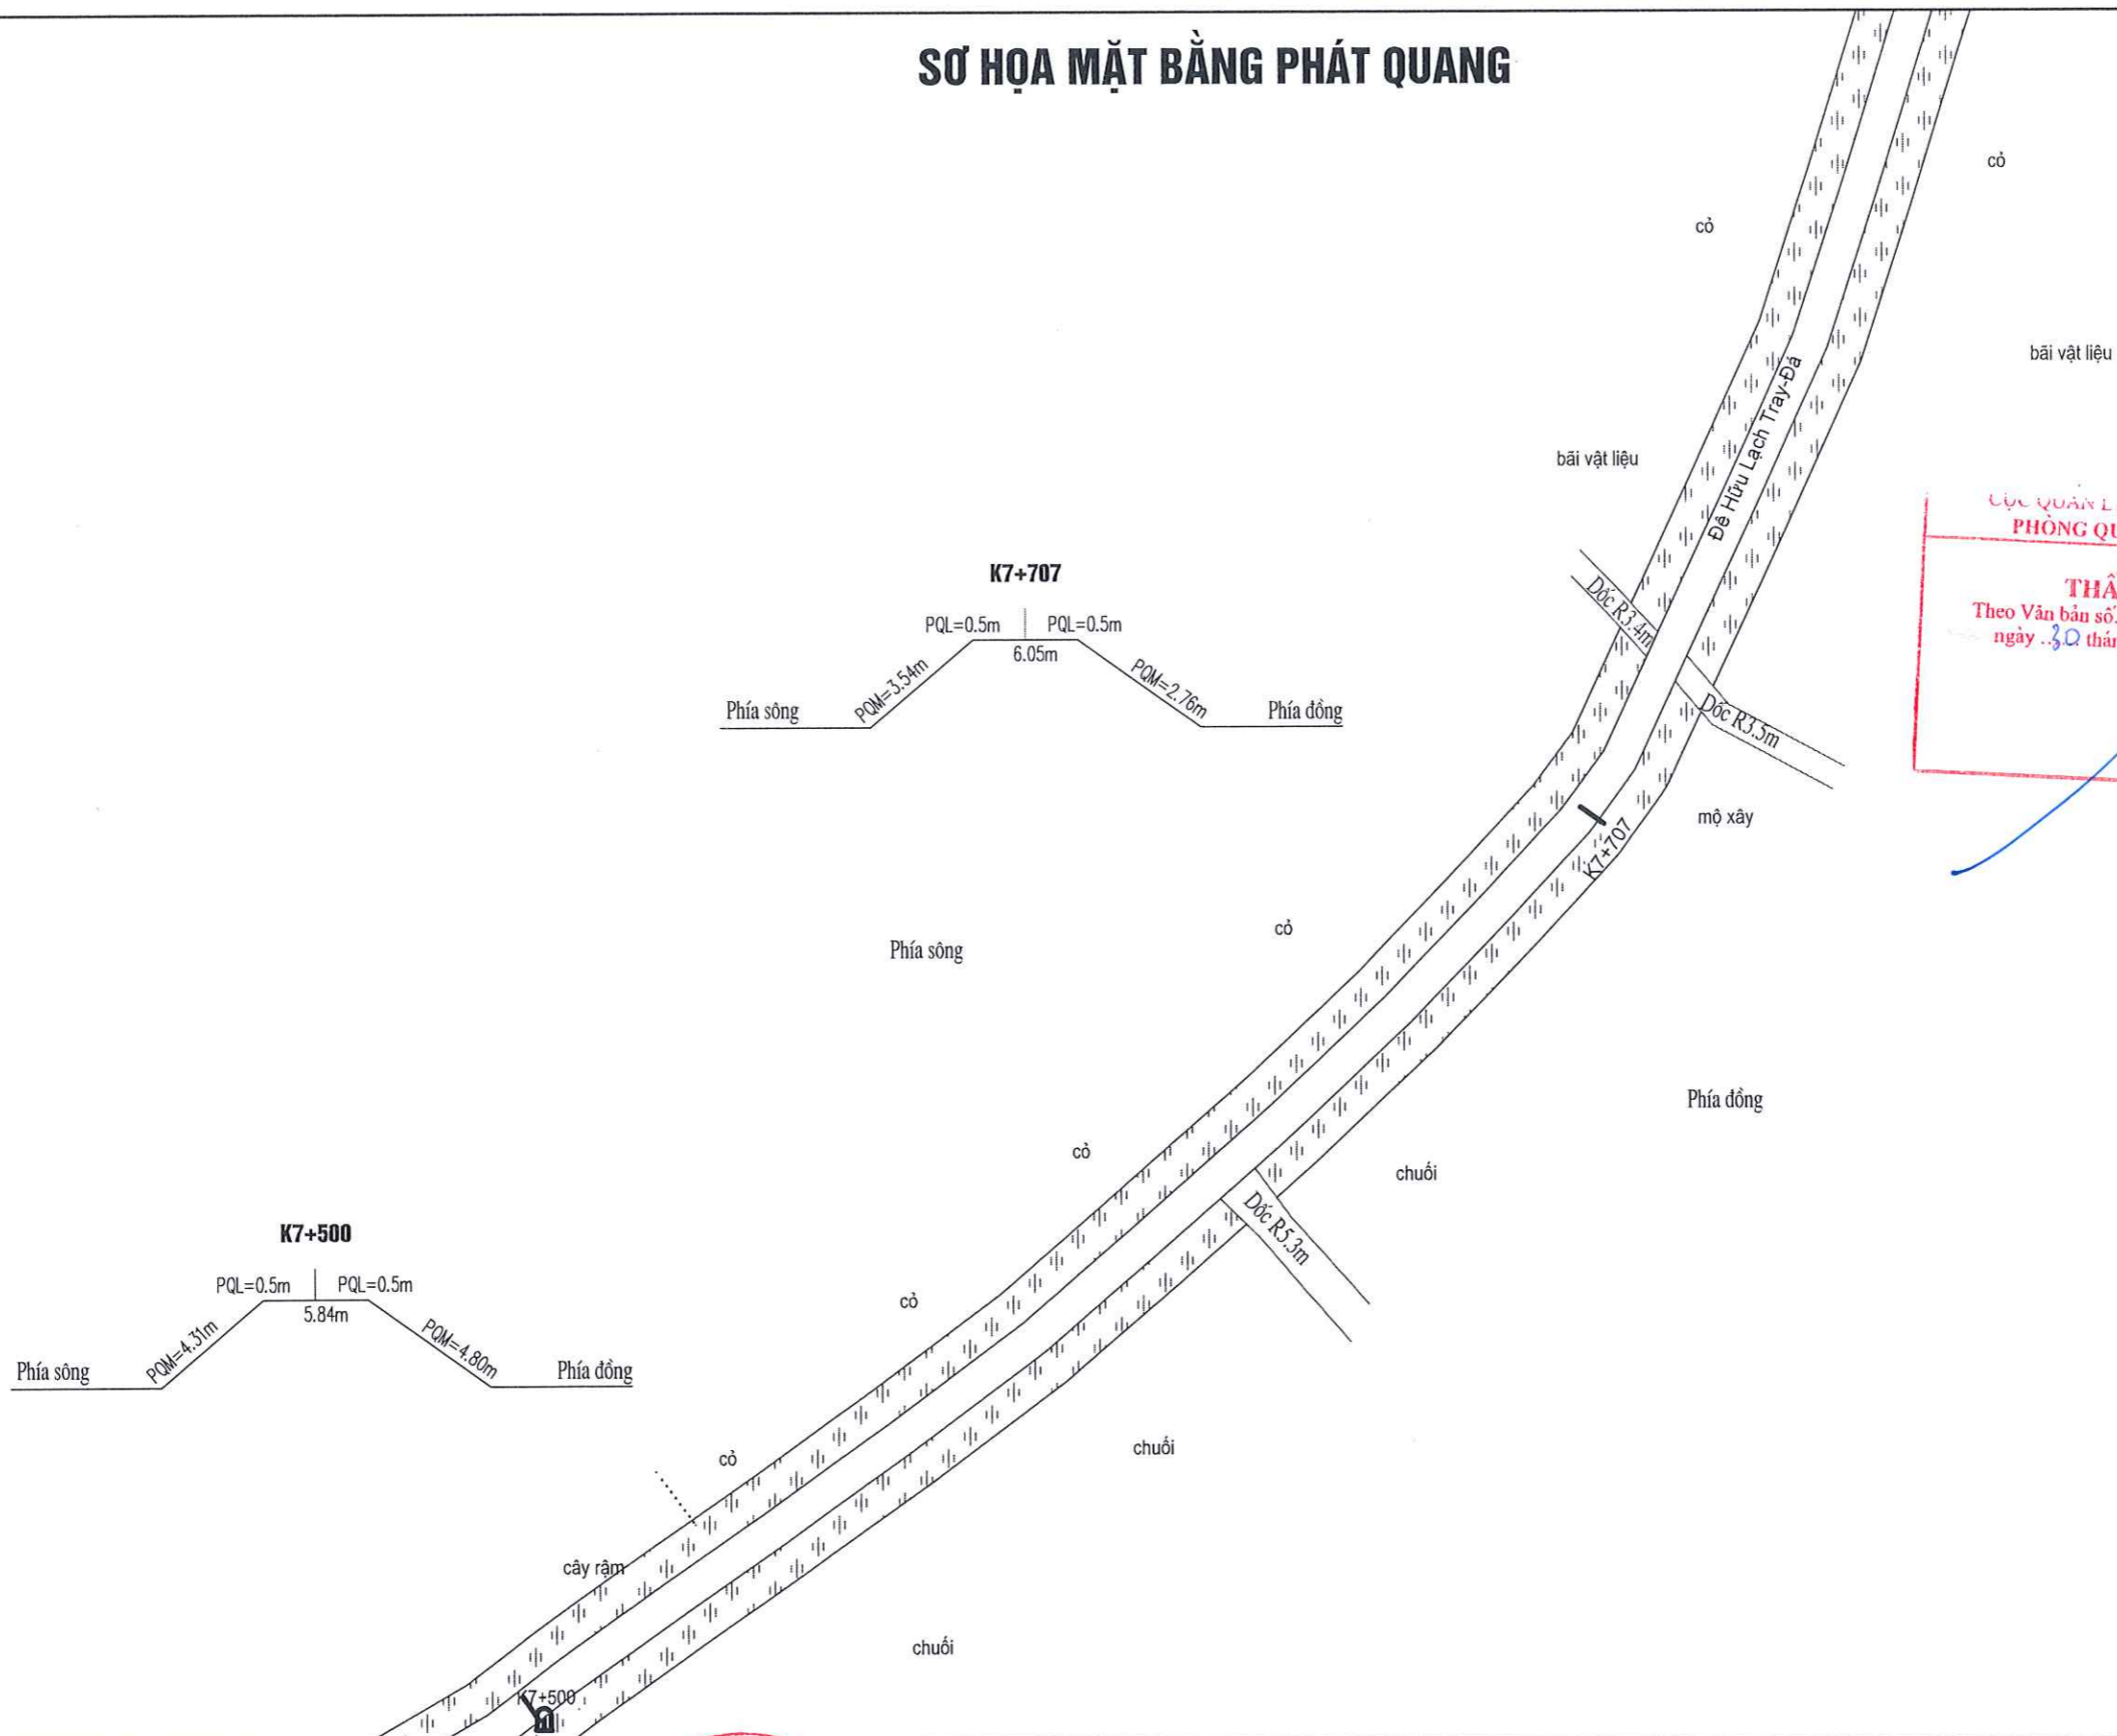 SƠ HỌA MẶT BẰNG PHÁT QUANG
cỏ
cỏ
bãi vật liệu
Đê Hữu Lạch Tray-Đá
bãi vật liệu
CỤC QUẢN L
PHÒNG QU
THẨ
Theo Văn bản số
ngày ..30. thán
K7+707
PQL=0.5m PQL=0.5m
6.05m
PQM=3.54m
PQM=2.76m
Phía sông
Phía đồng
Dốc R3.4m
Dốc R3.5m
mộ xây
K7+707
cỏ
Phía sông
Phía đồng
cỏ
chuối
Dốc R5.3m
K7+500
PQL=0.5m PQL=0.5m
5.84m
PQM=4.31m
PQM=4.80m
Phía sông
Phía đồng
cỏ
chuối
cỏ
cây rậm
chuối
K7+500